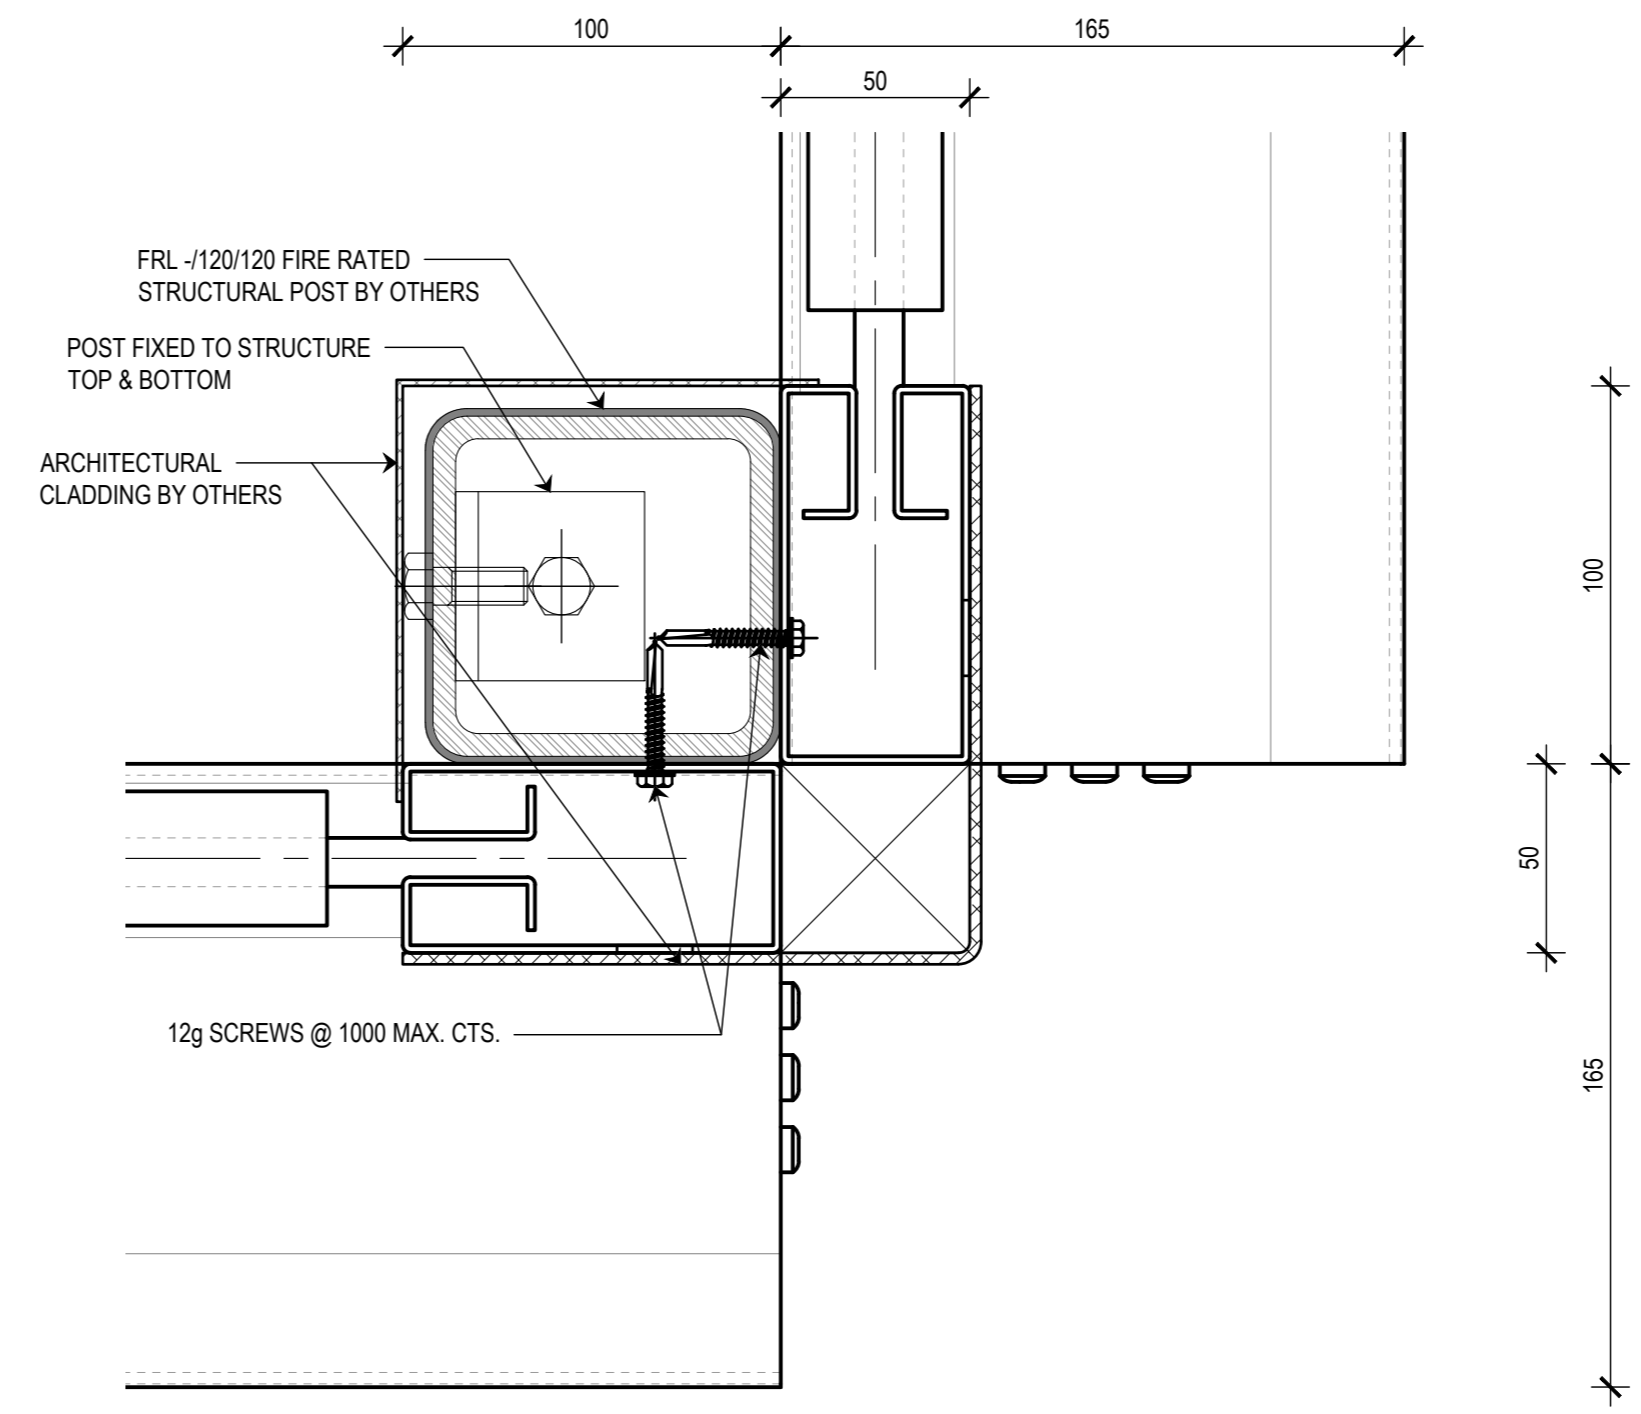 100
165
50
FRL -/120/120 FIRE RATED
STRUCTURAL POST BY OTHERS
POST FIXED TO STRUCTURE
TOP & BOTTOM
ARCHITECTURAL
CLADDING BY OTHERS
100
50
12g SCREWS @ 1000 MAX. CTS.
165